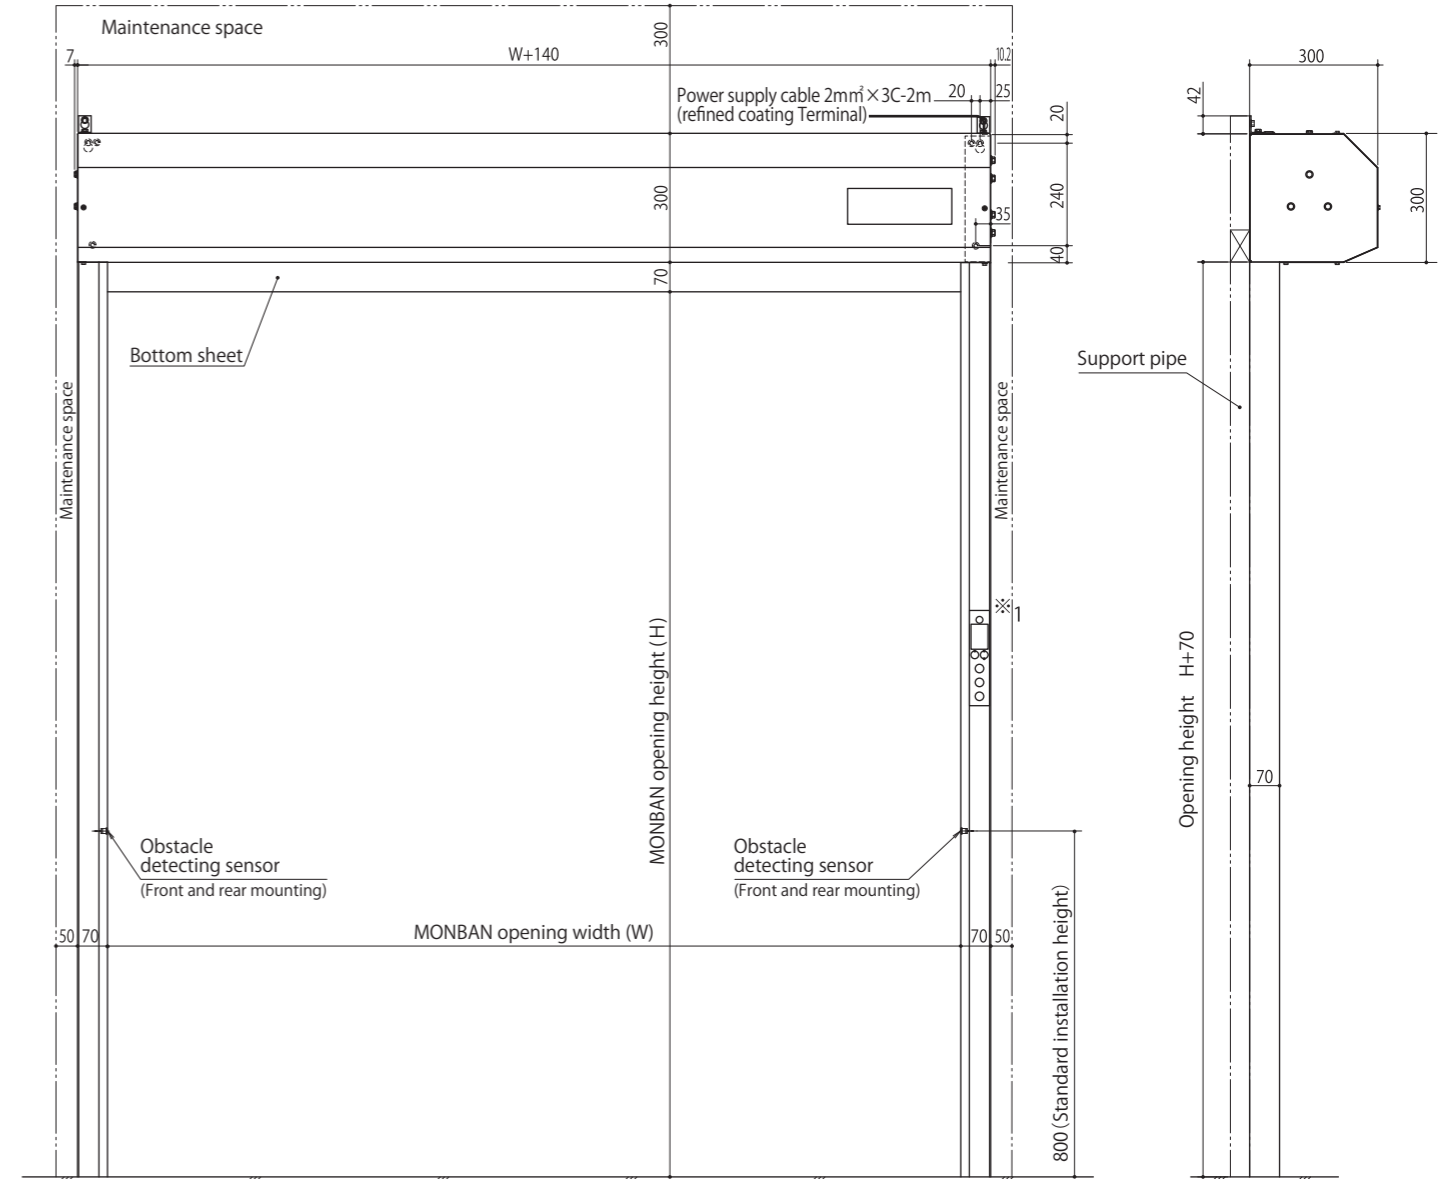 Maintenance space
300
7
W+140
10.2
300
Power supply cable 2mm²×3C-2m
(refined coating Terminal)
20
25
20
42
300
240
35
300
40
70
Bottom sheet
Support pipe
Maintenance space
Maintenance space
※1
MONBAN opening height (H)
Opening height H+70
70
Obstacle
detecting sensor
(Front and rear mounting)
Obstacle
detecting sensor
(Front and rear mounting)
50
70
MONBAN opening width (W)
70
50
800 (Standard installation height)